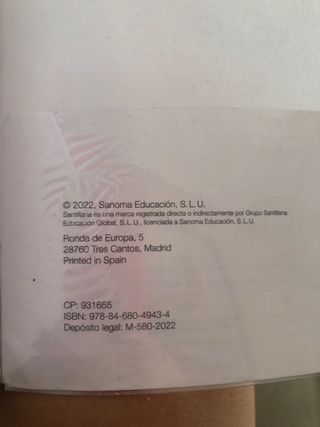 © 2022, Sanoma Educación, S. L. U.
Santillana es una marca registrada directa o indirectamente por Grupo Santillana
Educación Global, S. L. U., licenciada a Sanoma Educación, S. L. U.
Ronda de Europa, 5
28760 Tres Cantos, Madrid
Printed in Spain
CP: 931655
ISBN: 978-84-680-4943-4
Depósito legal: M-580-2022